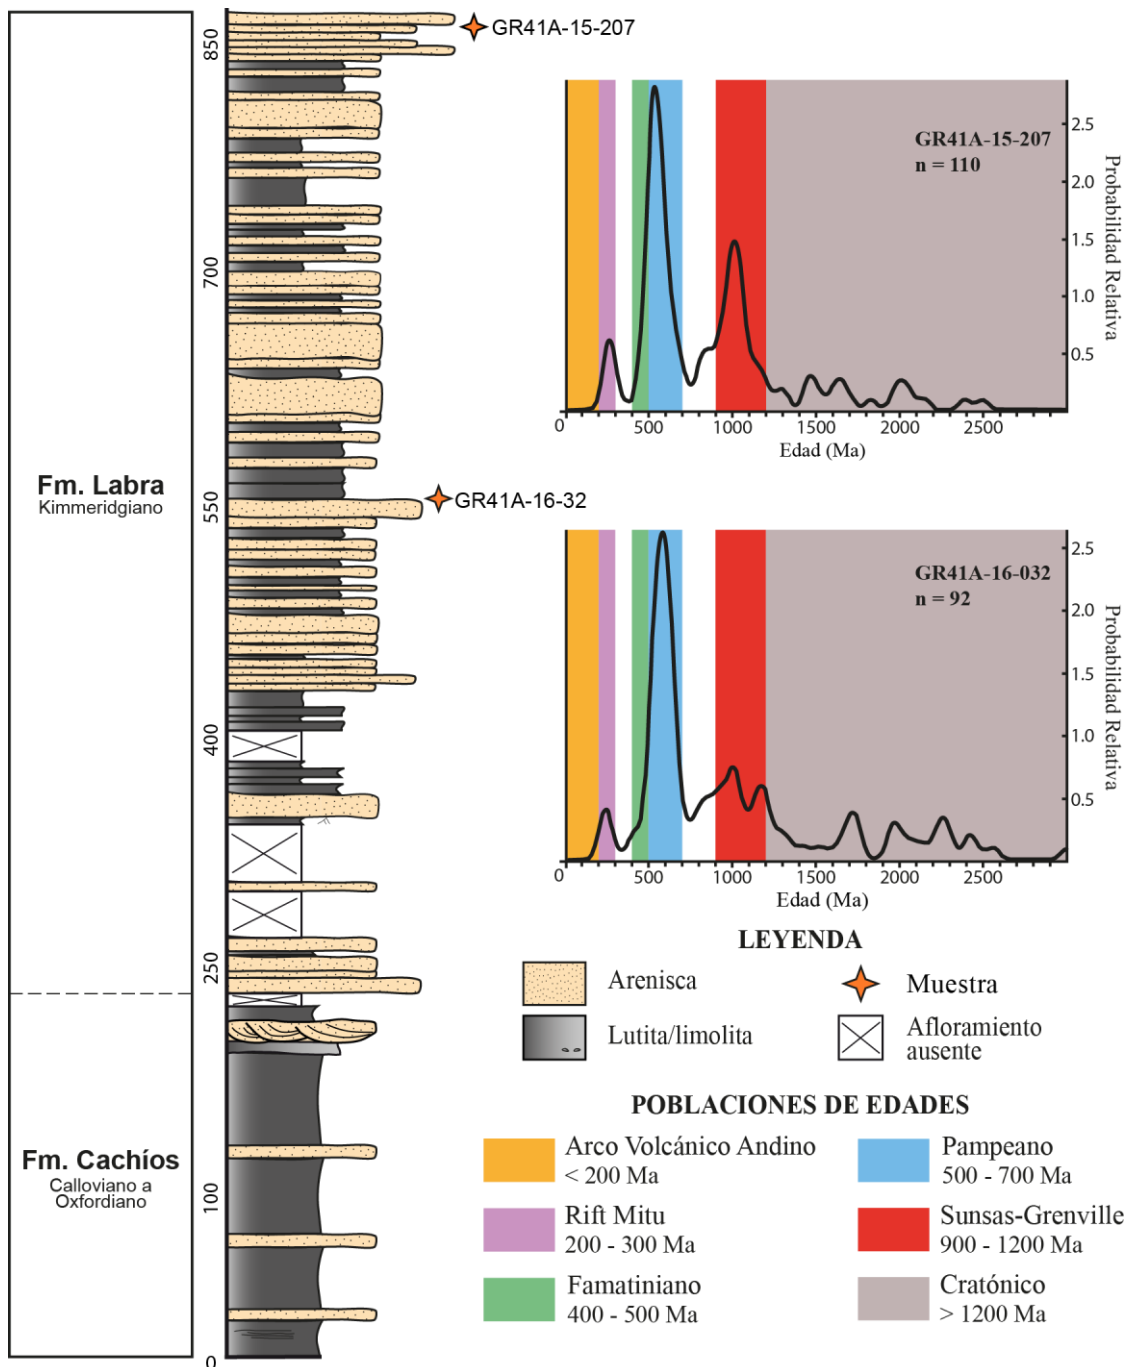 Fm. Labra
Kimmeridgiano
Fm. Cachíos
Calloviano a
Oxfordiano
850
700
550
400
250
100
0
GR41A-15-207
GR41A-16-32
GR41A-15-207
n = 110
2.5
2.0
1.5
1.0
0.5
Probabilidad Relativa
0 500 1000 1500 2000 2500
Edad (Ma)
GR41A-16-032
n = 92
2.5
2.0
1.5
1.0
0.5
Probabilidad Relativa
0 500 1000 1500 2000 2500
Edad (Ma)
LEYENDA
Arenisca
Muestra
Lutita/limolita
Afloramiento
ausente
POBLACIONES DE EDADES
Arco Volcánico Andino
< 200 Ma
Pampeano
500 - 700 Ma
Rift Mitu
200 - 300 Ma
Sunsas-Grenville
900 - 1200 Ma
Famatiniano
400 - 500 Ma
Cratónico
> 1200 Ma